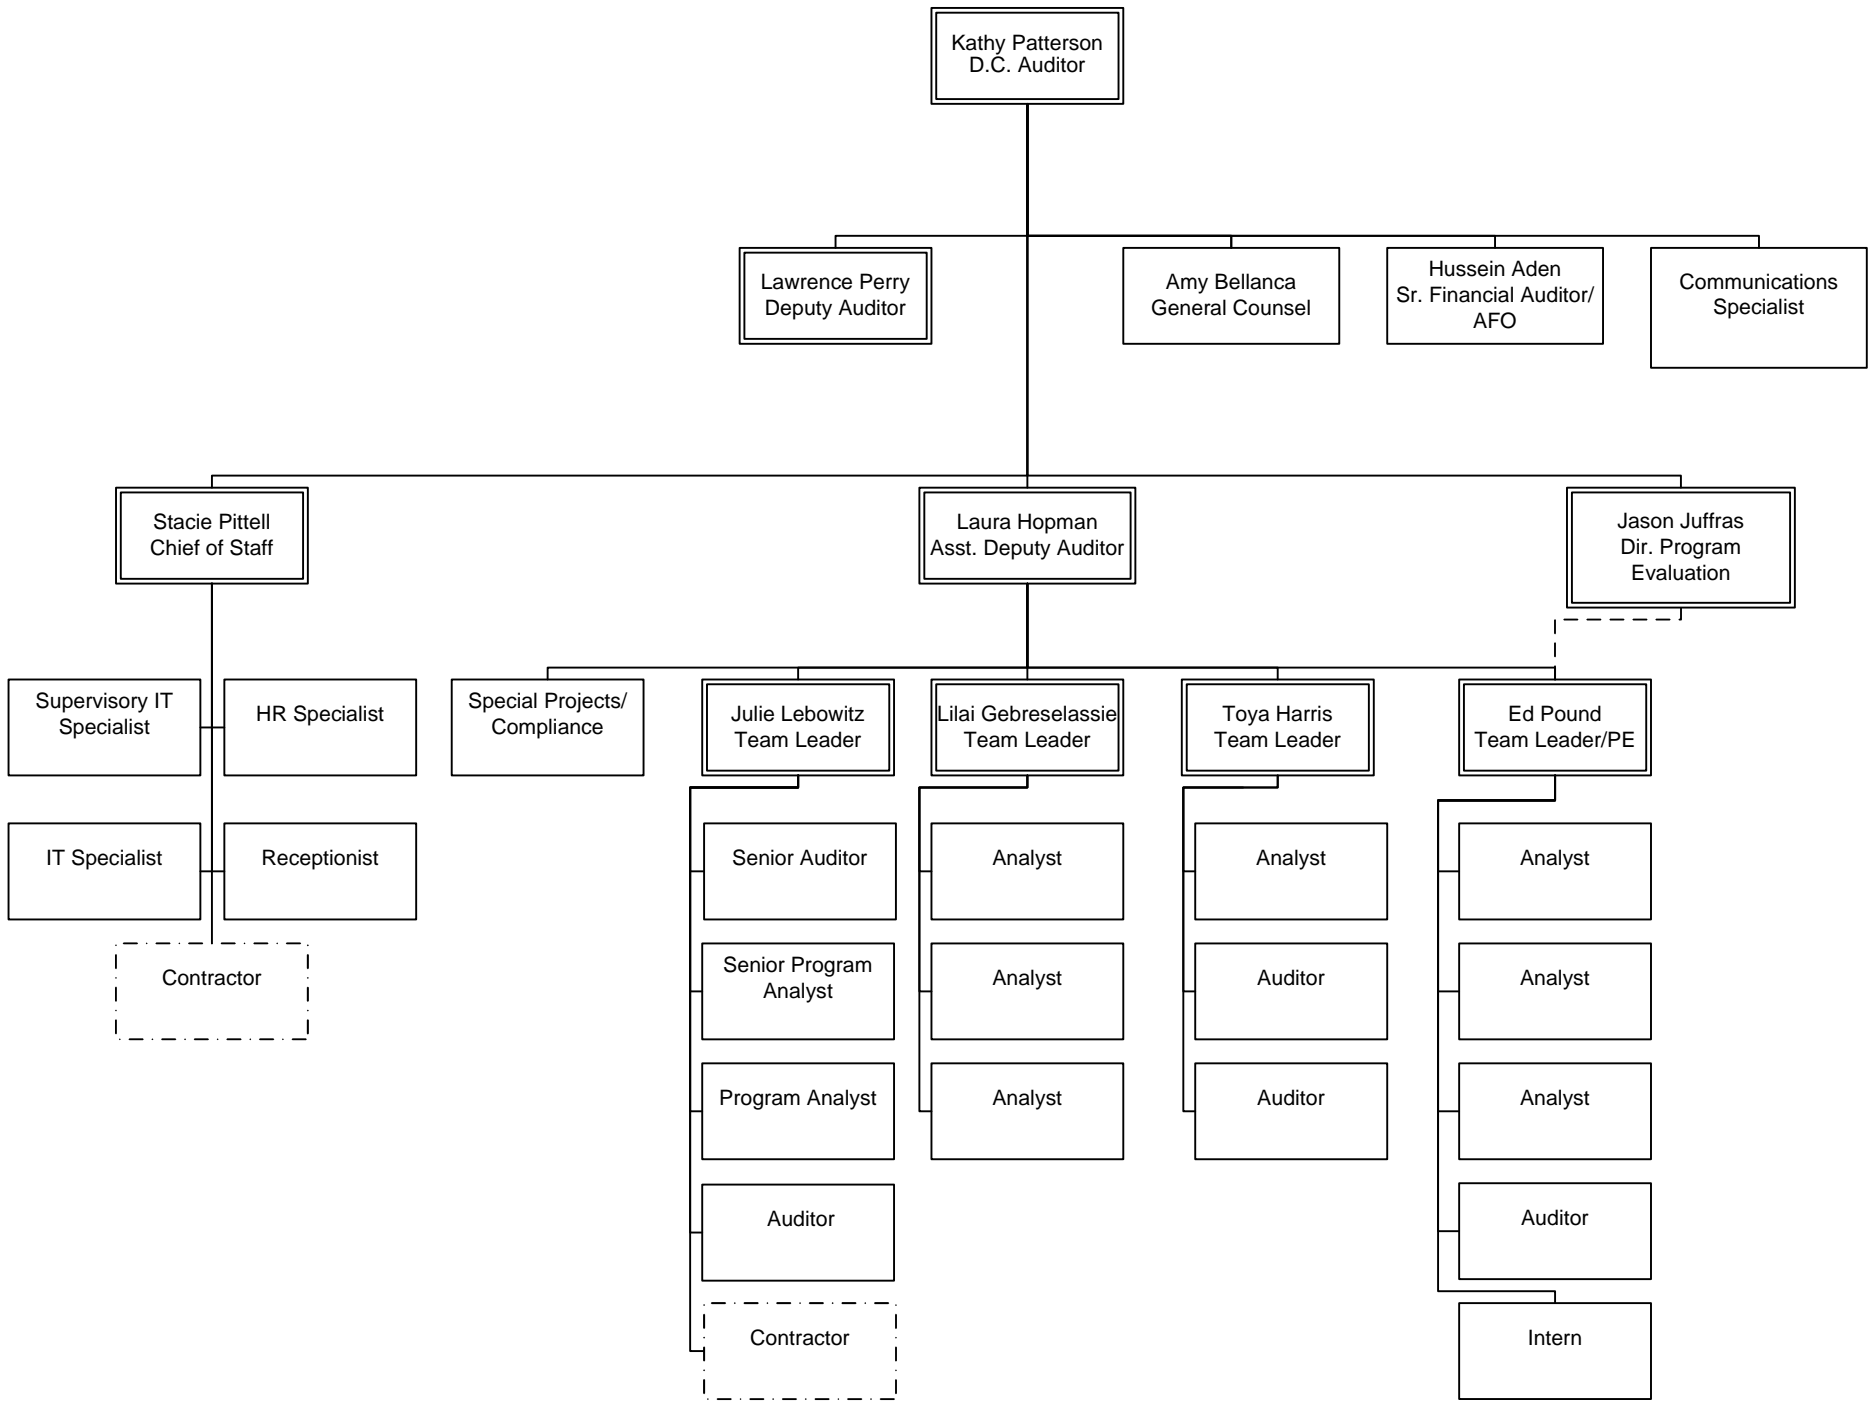 Kathy Patterson
D.C. Auditor
Lawrence Perry
Deputy Auditor
Amy Bellanca
General Counsel
Hussein Aden
Sr. Financial Auditor/
AFO
Communications
Specialist
Stacie Pittell
Chief of Staff
Laura Hopman
Asst. Deputy Auditor
Jason Juffras
Dir. Program
Evaluation
Supervisory IT
Specialist
HR Specialist
Special Projects/
Compliance
Julie Lebowitz
Team Leader
Lilai Gebreselassie
Team Leader
Toya Harris
Team Leader
Ed Pound
Team Leader/PE
IT Specialist
Receptionist
Senior Auditor
Analyst
Analyst
Analyst
Contractor
Senior Program
Analyst
Analyst
Auditor
Analyst
Program Analyst
Analyst
Auditor
Analyst
Auditor
Auditor
Contractor
Intern